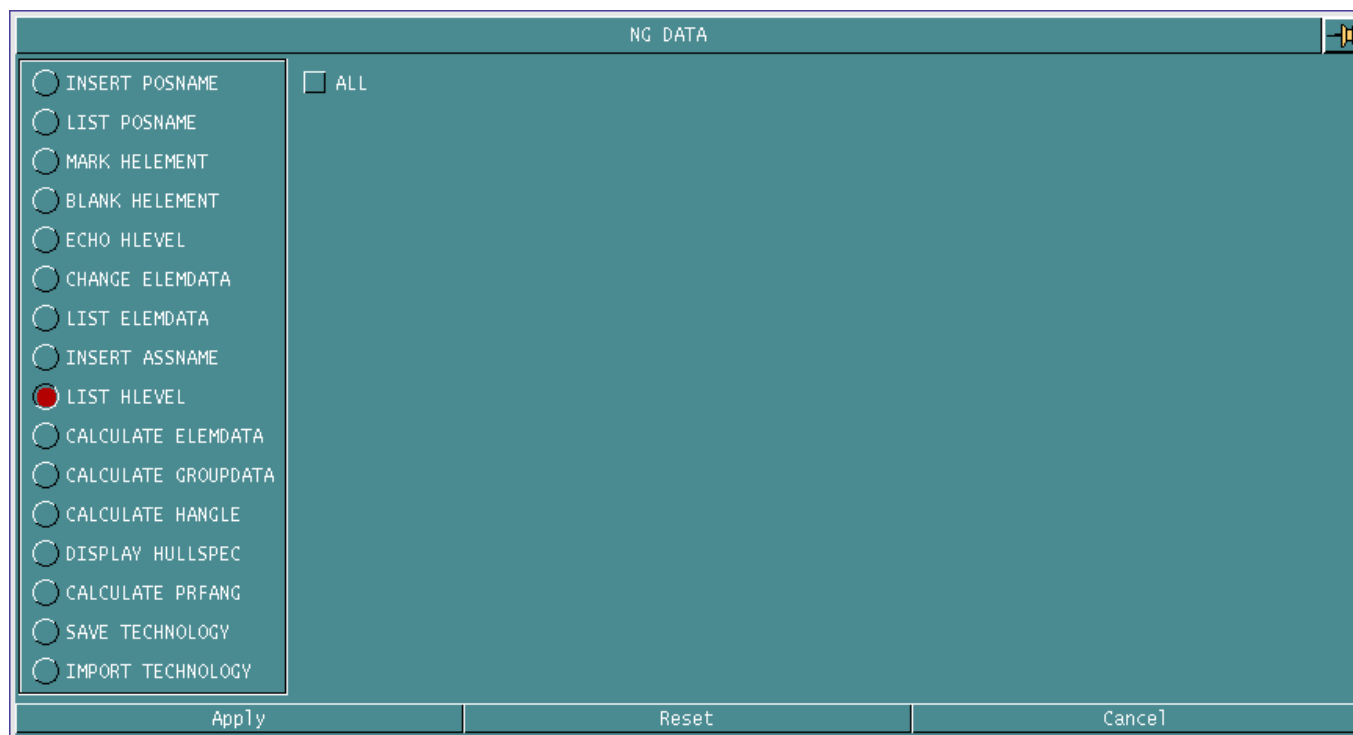 NG DATA
INSERT POSNAME
ALL
LIST POSNAME
MARK HELEMENT
BLANK HELEMENT
ECHO HLEVEL
CHANGE ELEMDATA
LIST ELEMDATA
INSERT ASSNAME
LIST HLEVEL
CALCULATE ELEMDATA
CALCULATE GROUPDATA
CALCULATE HANGLE
DISPLAY HULLSPEC
CALCULATE PRFANG
SAVE TECHNOLOGY
IMPORT TECHNOLOGY
Apply Reset Cancel